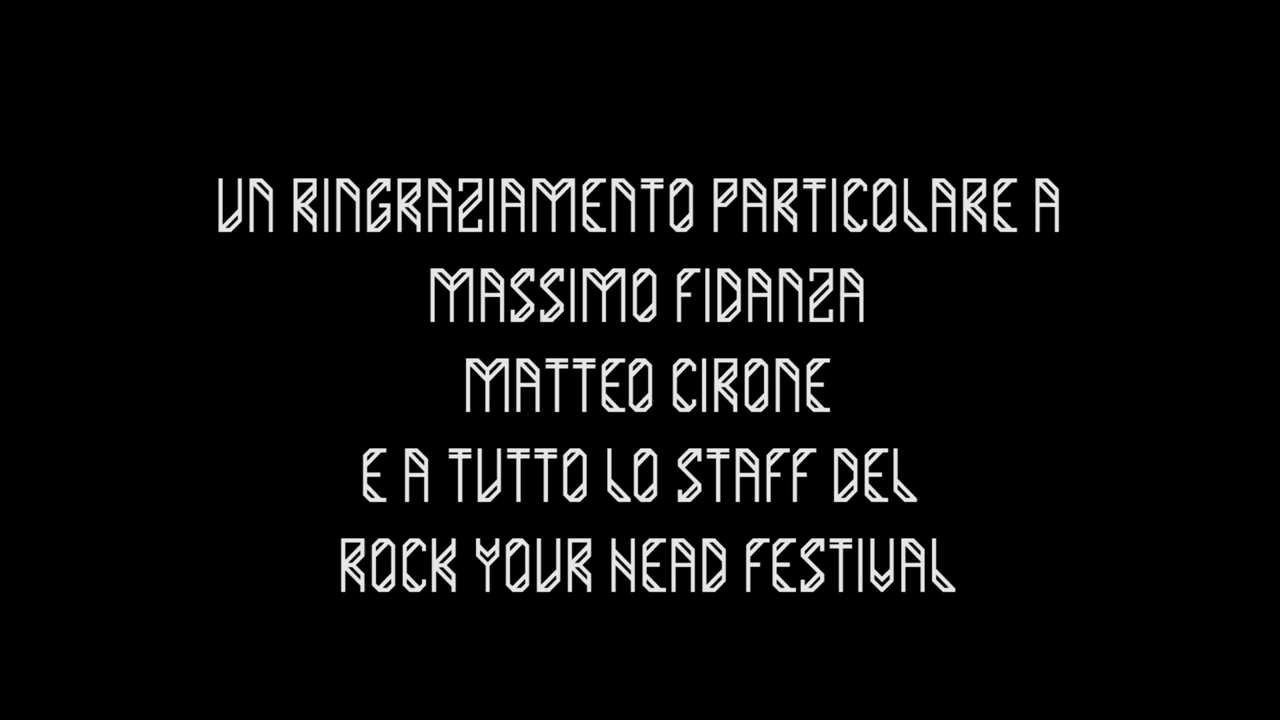 UN RINGRAZIAMENTO PARTICOLARE A
MASSIMO FIDANZA
MATTEO CIRONE
E A TUTTO LO STAFF DEL
ROCK YOUR HEAD FESTIVAL